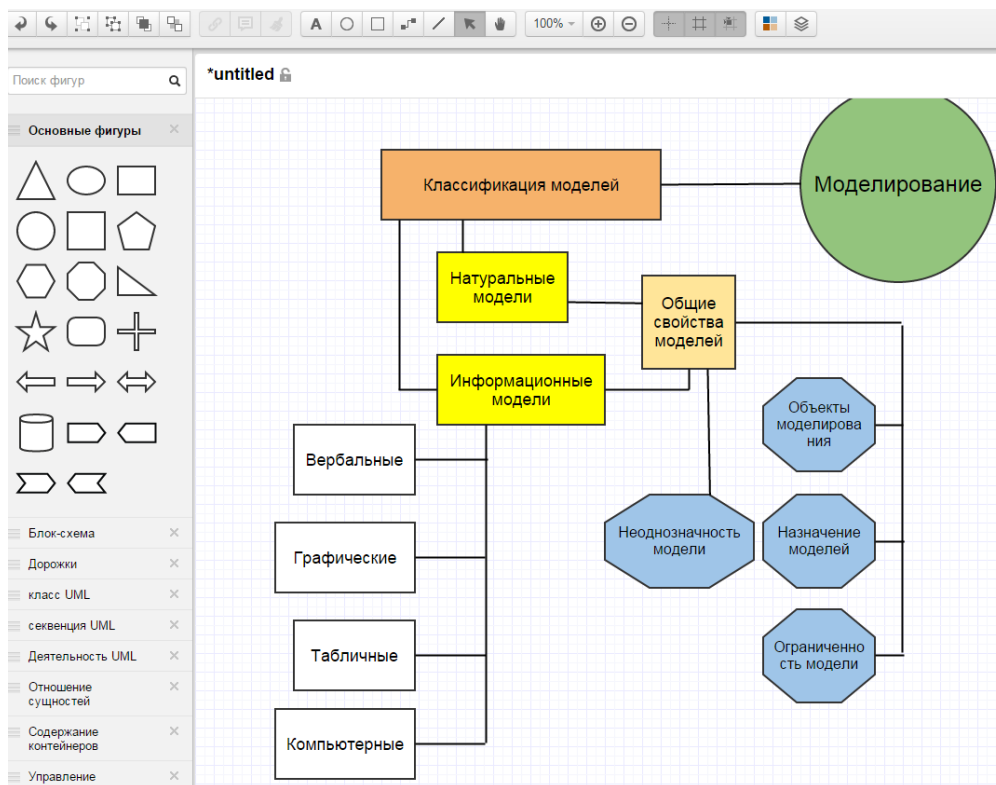 A
100%
Поиск фигур
*untitled
Основные фигуры
Блок-схема
Дорожки
класс UML
секвенция UML
Деятельность UML
Отношение
сущностей
Содержание
контейнеров
Управление
Классификация моделей
Моделирование
Натуральные
модели
Общие
свойства
моделей
Информационные
модели
Объекты
моделирова
ния
Вербальные
Неоднозначность
модели
Назначение
моделей
Графические
Табличные
Ограниченно
сть модели
Компьютерные